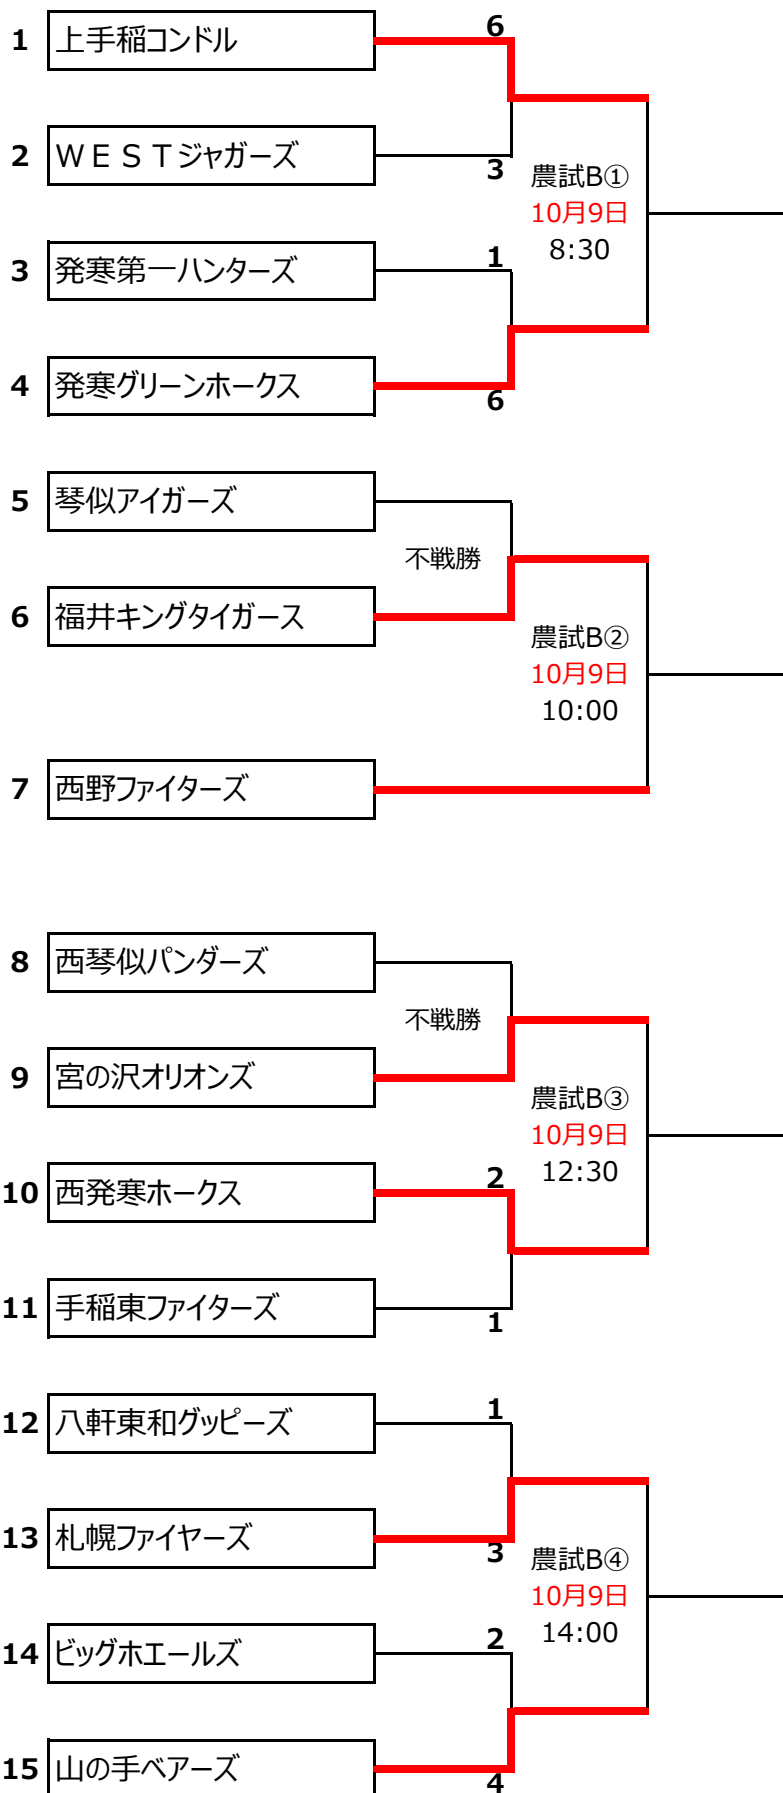 1 上手稲コンドル 6
2 ＷＥＳＴジャガーズ 3
農試B①
10月9日
8:30
3 発寒第一ハンターズ 1
4 発寒グリーンホークス 6
5 琴似アイガーズ
不戦勝
6 福井キングタイガース
農試B②
10月9日
10:00
7 西野ファイターズ
8 西琴似パンダーズ
不戦勝
9 宮の沢オリオンズ
農試B③
10月9日
12:30
10 西発寒ホークス 2
11 手稲東ファイターズ 1
12 八軒東和グッピーズ 1
13 札幌ファイヤーズ 3
農試B④
10月9日
14:00
14 ビッグホエールズ 2
15 山の手ベアーズ 4